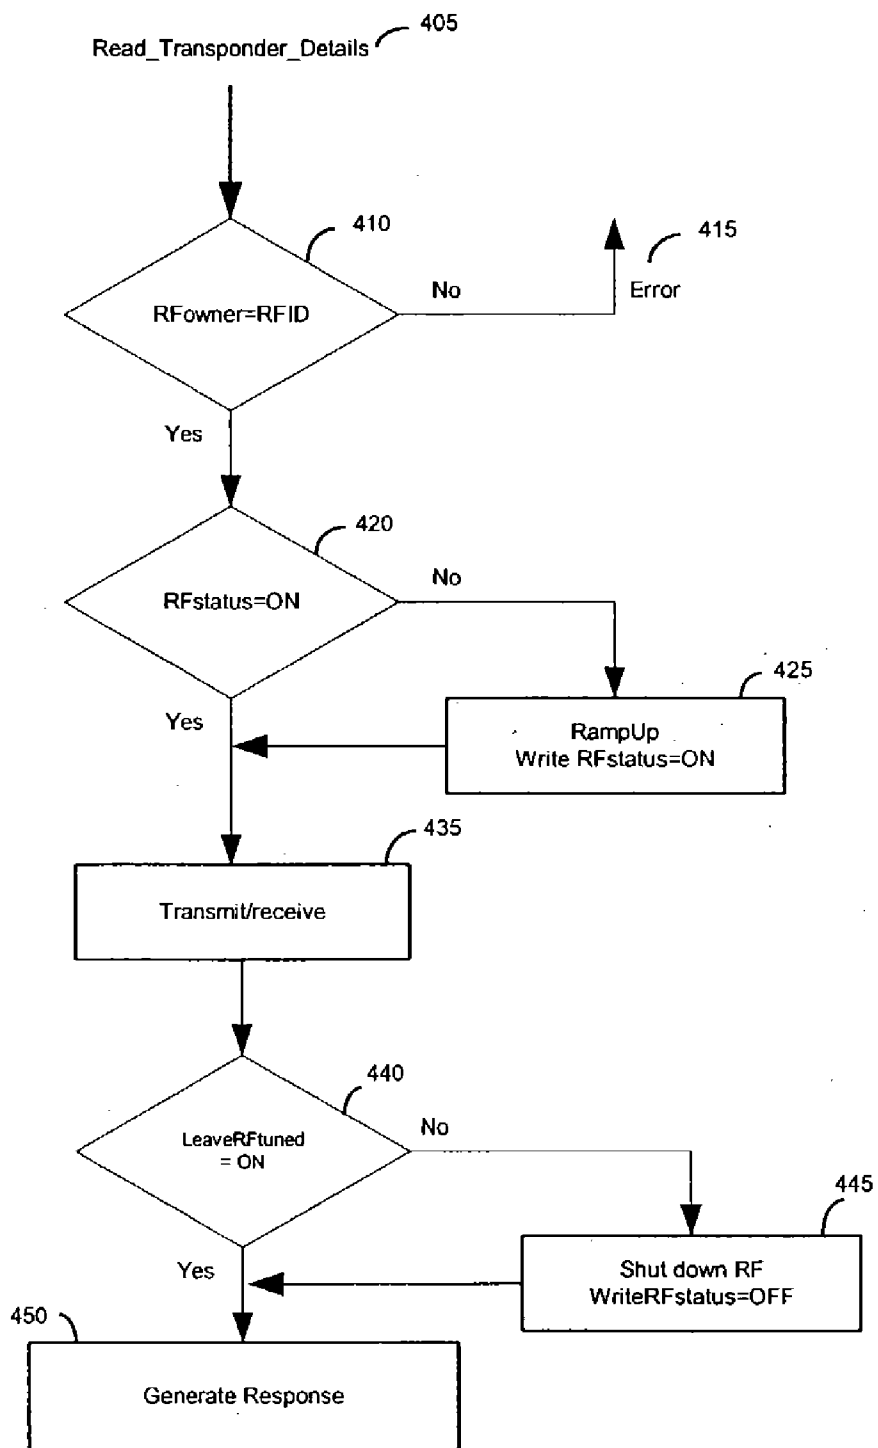 405
Read_Transponder_Details
410
415
RFowner=RFID
No
Error
Yes
420
RFstatus=ON
No
425
Yes
RampUp
Write RFstatus=ON
435
Transmit/receive
440
LeaveRFtuned
= ON
No
445
Yes
Shut down RF
WriteRFstatus=OFF
450
Generate Response